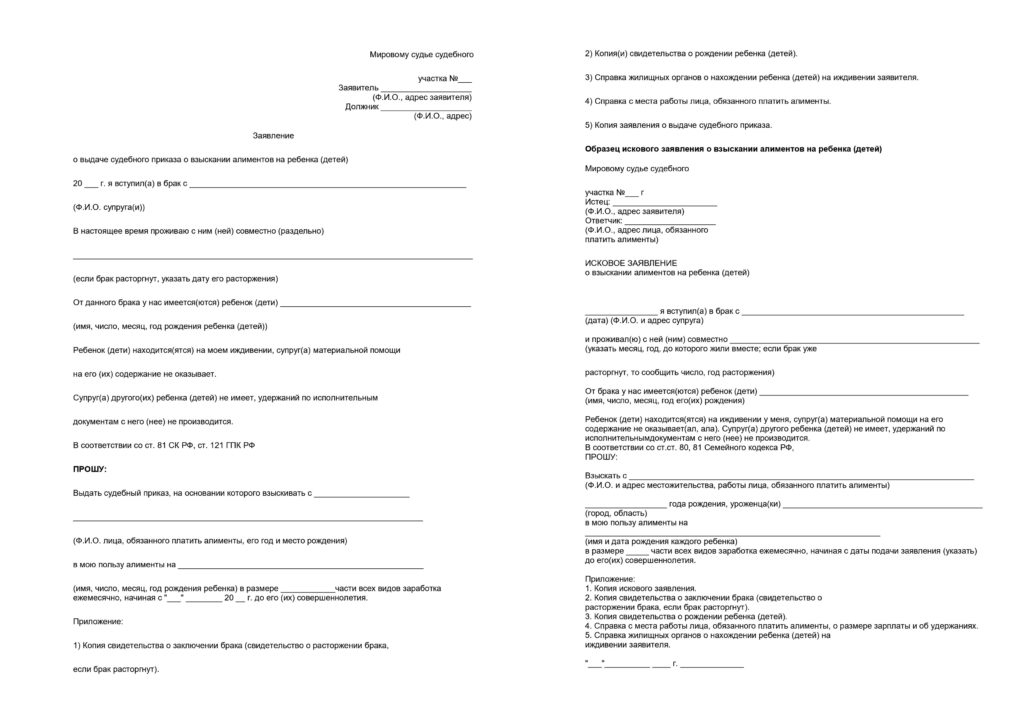 Мировому судье судебного
участка №___
Заявитель ____________________
(Ф.И.О., адрес заявителя)
Должник ____________________
(Ф.И.О., адрес)
Заявление
о выдаче судебного приказа о взыскании алиментов на ребенка (детей)
20 ___ г. я вступил(а) в брак с ____________________
(Ф.И.О. супруга(и))
В настоящее время проживаю с ним (ней) совместно (раздельно)
____________________
(если брак расторгнут, указать дату его расторжения)
От данного брака у нас имеется(ются) ребенок (дети) ____________________
(имя, число, месяц, год рождения ребенка (детей))
Ребенок (дети) находится(ятся) на моем иждивении, супруг(а) материальной помощи
на его (их) содержание не оказывает.
Супруг(а) другого(их) ребенка (детей) не имеет, удержаний по исполнительным
документам с него (нее) не производится.
В соответствии со ст. 81 СК РФ, ст. 121 ГПК РФ
ПРОШУ:
Выдать судебный приказ, на основании которого взыскивать с ____________________
____________________
(Ф.И.О. лица, обязанного платить алименты, его год и место рождения)
в мою пользу алименты на ____________________
(имя, число, месяц, год рождения ребенка) в размере ____________части всех видов заработка
ежемесячно, начиная с "___" ________ 20 __ г. до его (их) совершеннолетия.
Приложение:
1) Копия свидетельства о заключении брака (свидетельство о расторжении брака,
если брак расторгнут).
2) Копия(и) свидетельства о рождении ребенка (детей).
3) Справка жилищных органов о нахождении ребенка (детей) на иждивении заявителя.
4) Справка с места работы лица, обязанного платить алименты.
5) Копия заявления о выдаче судебного приказа.
Образец искового заявления о взыскании алиментов на ребенка (детей)
Мировому судье судебного
участка №___ г
Истец: ____________________
(Ф.И.О., адрес заявителя)
Ответчик: ____________________
(Ф.И.О., адрес лица, обязанного
платить алименты)
ИСКОВОЕ ЗАЯВЛЕНИЕ
о взыскании алиментов на ребенка (детей)
________________ я вступил(а) в брак с ____________________
(дата) (Ф.И.О. и адрес супруга)
и проживал(ю) с ней (ним) совместно ____________________
(указать месяц, год, до которого жили вместе; если брак уже
расторгнут, то сообщить число, год расторжения)
От брака у нас имеется(ются) ребенок (дети) ____________________
(имя, число, месяц, год его(их) рождения)
Ребенок (дети) находится(ятся) на иждивении у меня, супруг(а) материальной помощи на его
содержание не оказывает(ал, ала). Супруг(а) другого ребенка (детей) не имеет, удержаний по
исполнительнымдокументам с него (нее) не производится.
В соответствии со ст.ст. 80, 81 Семейного кодекса РФ,
ПРОШУ:
Взыскать с ____________________
(Ф.И.О. и адрес местожительства, работы лица, обязанного платить алименты)
__________________ года рождения, уроженца(ки) ____________________
(город, область)
в мою пользу алименты на
____________________
(имя и дата рождения каждого ребенка)
в размере _____ части всех видов заработка ежемесячно, начиная с даты подачи заявления (указать)
до его(их) совершеннолетия.
Приложение:
1. Копия искового заявления.
2. Копия свидетельства о заключении брака (свидетельство о
расторжении брака, если брак расторгнут).
3. Копия свидетельства о рождении ребенка (детей).
4. Справка с места работы лица, обязанного платить алименты, о размере зарплаты и об удержаниях.
5. Справка жилищных органов о нахождении ребенка (детей) на
иждивении заявителя.
"___"__________ ____ г. ______________